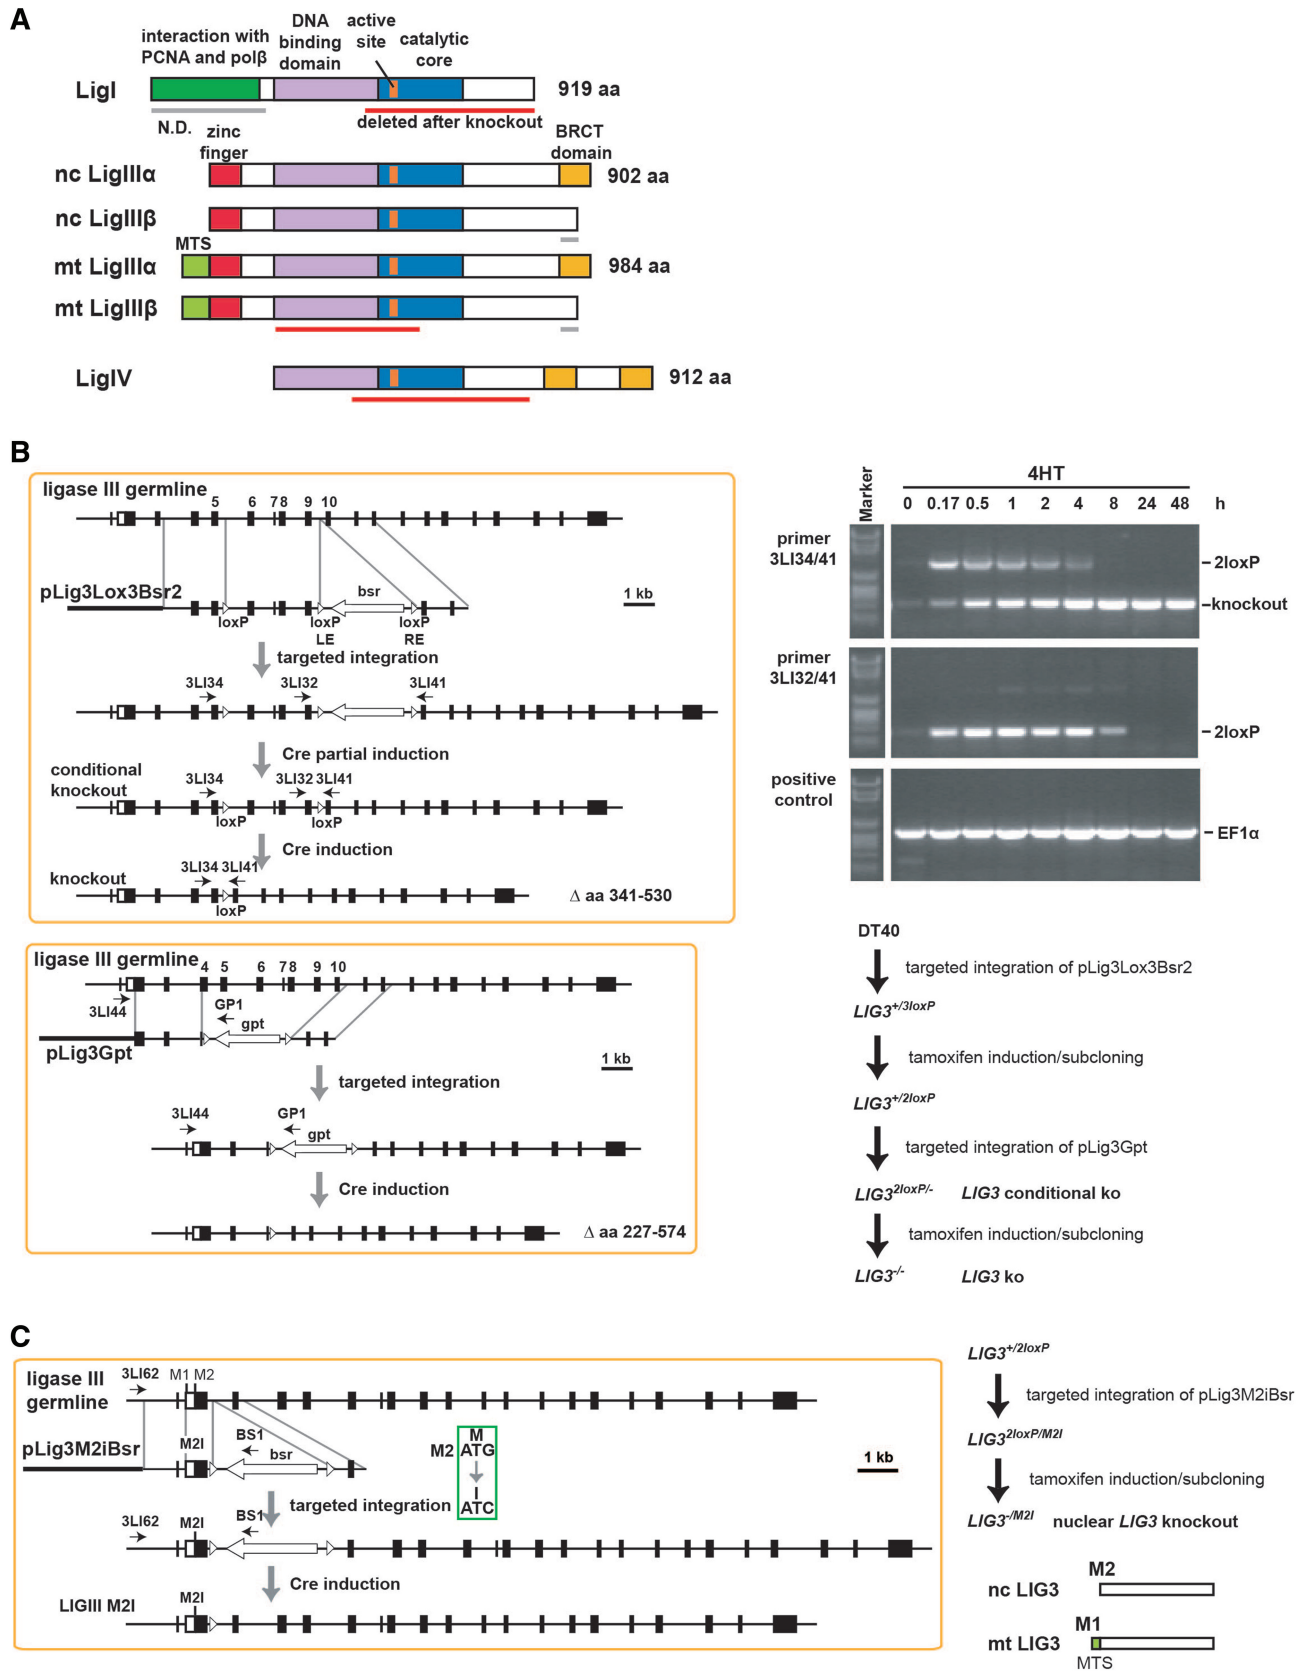 A
interaction with
PCNA and polβ
DNA
binding
domain
active
site
catalytic
core
LigI
919 aa
N.D.
deleted after knockout
zinc
finger
BRCT
domain
nc LigIIIα
902 aa
nc LigIIIβ
MTS
mt LigIIIα
984 aa
mt LigIIIβ
LigIV
912 aa
B
ligase III germline
5 6 7 8 9 10
pLig3Lox3Bsr2
bsr
1 kb
loxP loxP loxP
LE RE
targeted integration
3LI34 3LI32 3LI41
Cre partial induction
conditional
knockout
3LI34 3LI32 3LI41
loxP loxP
Cre induction
knockout
3LI34 3LI41
loxP
Δ aa 341-530
ligase III germline
4 5 6 7 8 9 10
3LI44
GP1
gpt
pLig3Gpt
1 kb
targeted integration
3LI44 GP1
gpt
Cre induction
Δ aa 227-574
Marker
4HT
0 0.17 0.5 1 2 4 8 24 48 h
primer
3LI34/41
2loxP
knockout
primer
3LI32/41
2loxP
positive
control
EF1α
DT40
targeted integration of pLig3Lox3Bsr2
LIG3+/3loxP
tamoxifen induction/subcloning
LIG3+/2loxP
targeted integration of pLig3Gpt
LIG32loxP/- LIG3 conditional ko
tamoxifen induction/subcloning
LIG3-/- LIG3 ko
C
ligase III
germline
3LI62 M1 M2
pLig3M2iBsr
M2I
BS1
bsr
M2
M
ATG
I
ATC
1 kb
targeted integration
3LI62 M2I BS1
Cre induction
LIGIII M2I
M2I
LIG3+/2loxP
targeted integration of pLig3M2iBsr
LIG32loxP/M2I
tamoxifen induction/subcloning
LIG3-/M2I nuclear LIG3 knockout
M2
nc LIG3
M1
mt LIG3
MTS